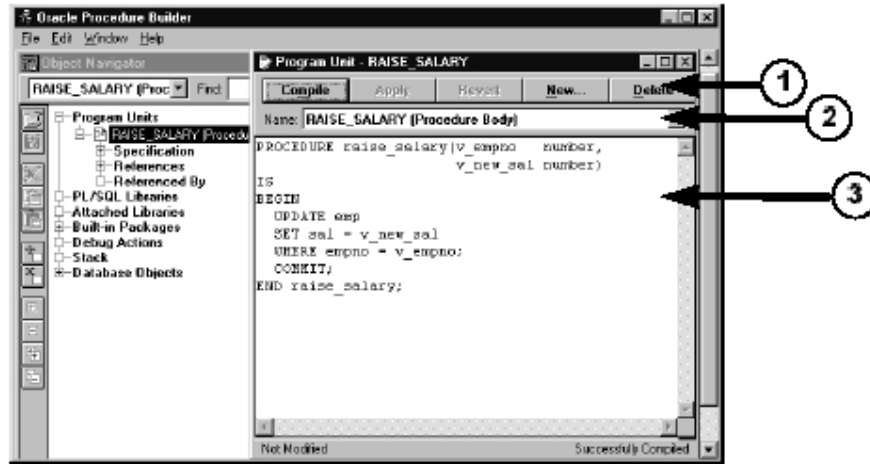 Oracle Procedure Builder
File Edit Window Help
Object Navigator
RAISE_SALARY (Proc Find:
Program Units
RAISE_SALARY (Procedu
Specification
References
Referenced By
PL/SQL Libraries
Attached Libraries
Built-in Packages
Debug Actions
Stack
Database Objects
Program Unit - RAISE_SALARY
Compile Apply Revert New... Delete
Name: RAISE_SALARY (Procedure Body)
PROCEDURE raise_salary(v_empno number,
v_new_sal number)
IS
BEGIN
UPDATE emp
SET sal = v_new_sal
WHERE empno = v_empno;
COMMIT;
END raise_salary;
Not Modified Successfully Compiled
1
2
3